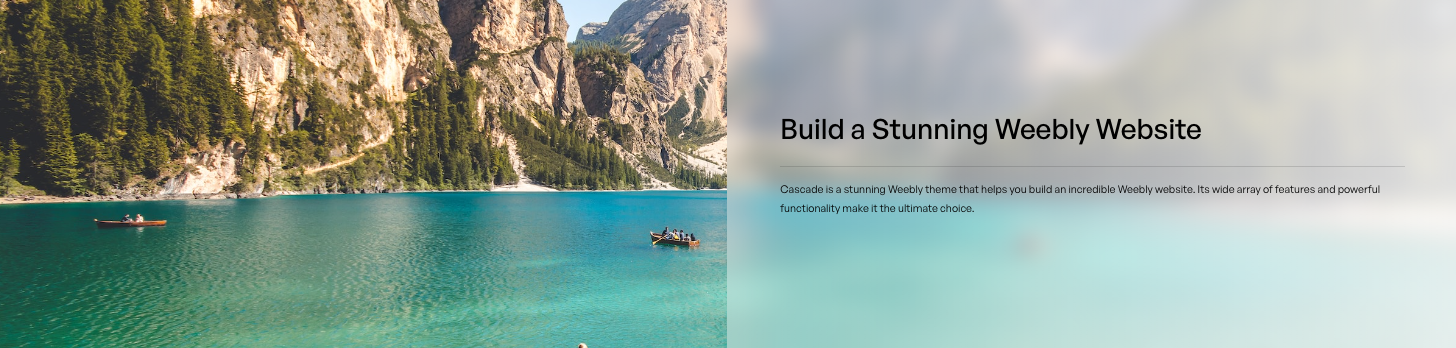 Build a Stunning Weebly Website
Cascade is a stunning Weebly theme that helps you build an incredible Weebly website. Its wide array of features and powerful
functionality make it the ultimate choice.